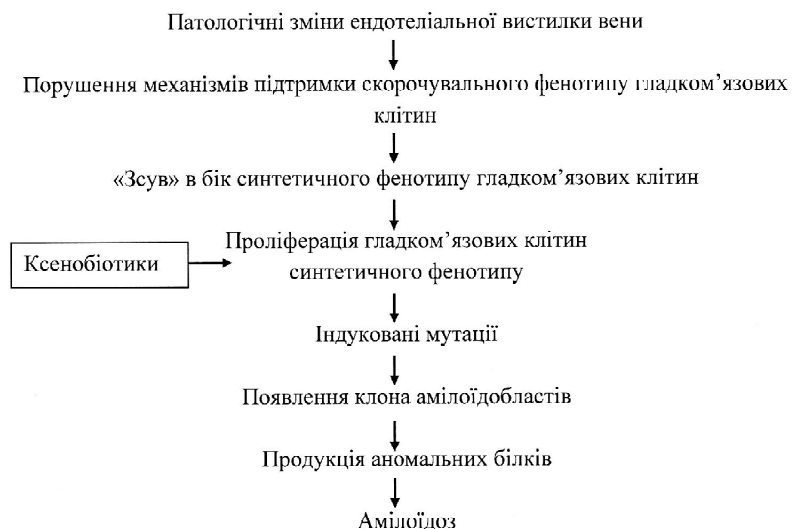 Патологічні зміни ендотеліальної вистилки вени
Порушення механізмів підтримки скорочувального фенотипу гладком’язових
клітин
«Зсув» в бік синтетичного фенотипу гладком’язових клітин
Проліферація гладком’язових клітин
синтетичного фенотипу
Ксенобіотики
Індуковані мутації
Появлення клона амілоїдобластів
Продукція аномальних білків
Амілоїдоз